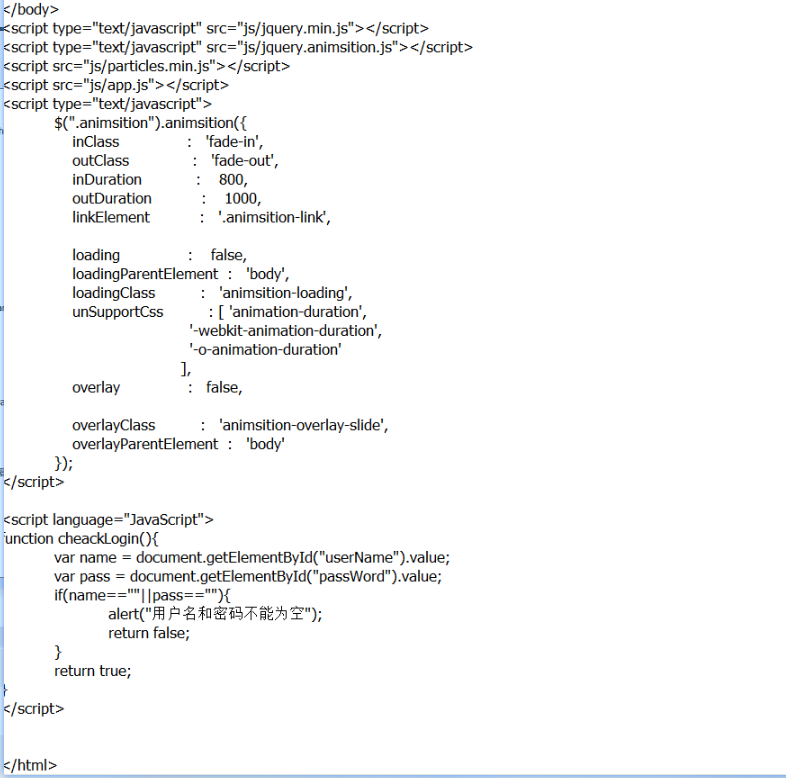 </body>
<script type="text/javascript" src="js/jquery.min.js"></script>
<script type="text/javascript" src="js/jquery.animsition.js"></script>
<script src="js/particles.min.js"></script>
<script src="js/app.js"></script>
<script type="text/javascript">
$(".animsition").animsition({
inClass : 'fade-in',
outClass : 'fade-out',
inDuration : 800,
outDuration : 1000,
linkElement : '.animsition-link',
loading : false,
loadingParentElement : 'body',
loadingClass : 'animsition-loading',
unSupportCss : [ 'animation-duration',
'-webkit-animation-duration',
'-o-animation-duration'
],
overlay : false,
overlayClass : 'animsition-overlay-slide',
overlayParentElement : 'body'
});
</script>
<script language="JavaScript">
function cheackLogin(){
var name = document.getElementById("userName").value;
var pass = document.getElementById("passWord").value;
if(name==""||pass==""){
alert("用户名和密码不能为空");
return false;
}
return true;
}
</script>
</html>